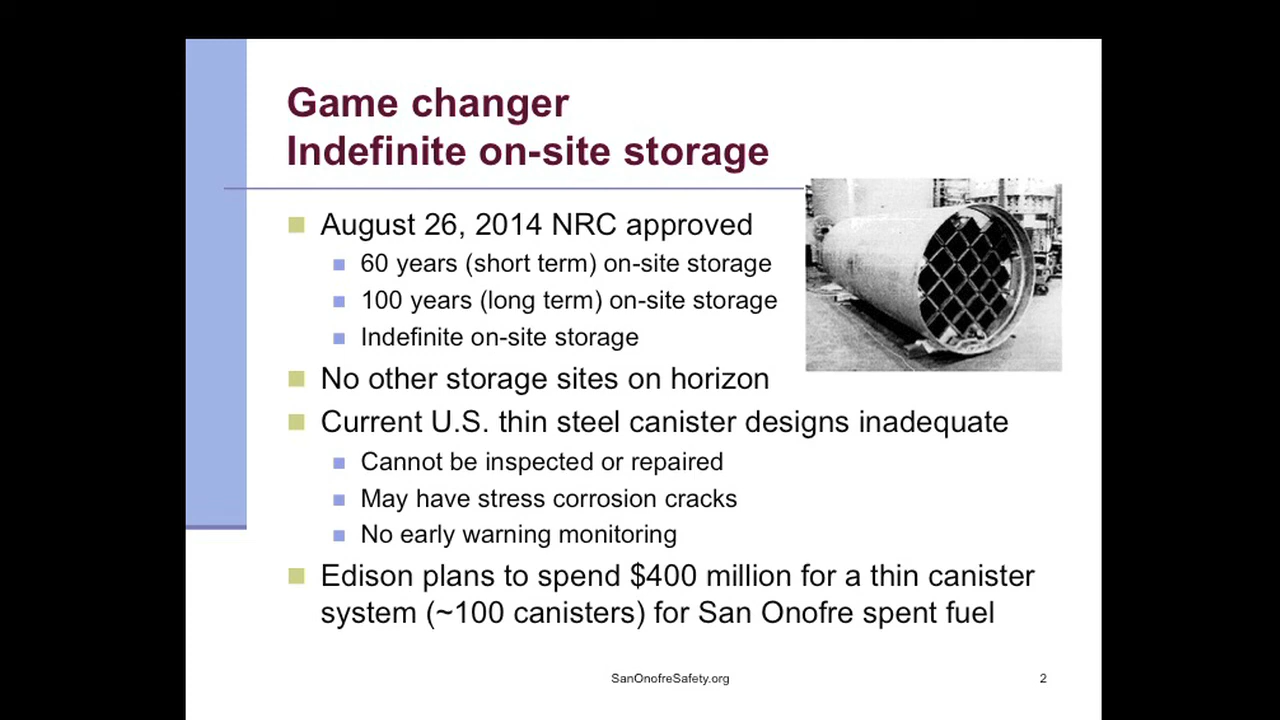 Game changer
Indefinite on-site storage
August 26, 2014 NRC approved
60 years (short term) on-site storage
100 years (long term) on-site storage
Indefinite on-site storage
No other storage sites on horizon
Current U.S. thin steel canister designs inadequate
Cannot be inspected or repaired
May have stress corrosion cracks
No early warning monitoring
Edison plans to spend $400 million for a thin canister
system (~100 canisters) for San Onofre spent fuel
SanOnofreSafety.org
2